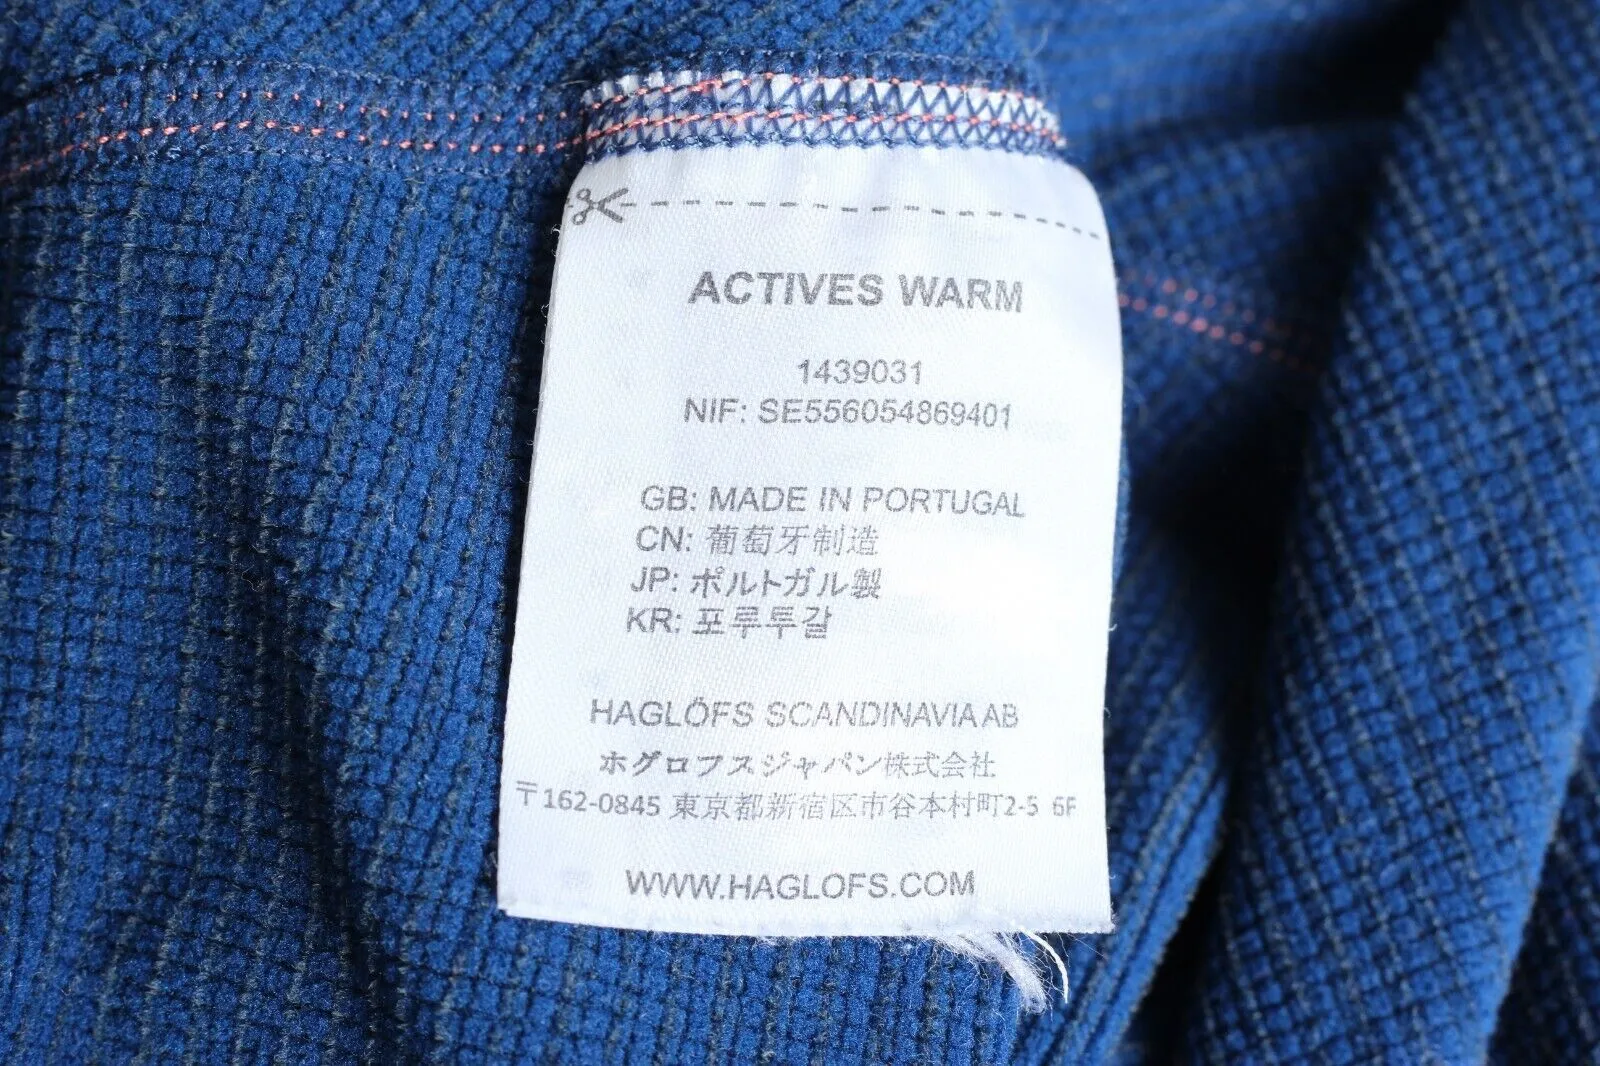 ACTIVES WARM
1439031
NIF: SE556054869401
GB: MADE IN PORTUGAL
CN: 葡萄牙制造
JP: ポルトガル製
KR: 포루투갈
HAGLÖFS SCANDINAVIA AB
ホグロフスジャパン株式会社
〒162-0845 東京都新宿区市谷本村町2-5 6F
WWW.HAGLOFS.COM